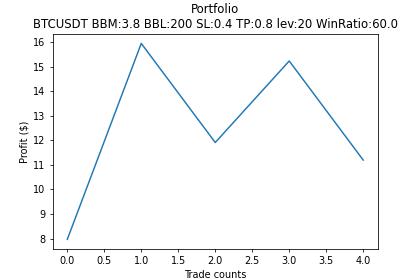 Portfolio
BTCUSDT BBM:3.8 BBL:200 SL:0.4 TP:0.8 lev:20 WinRatio:60.0
16
15
14
13
12
11
10
9
8
Profit ($)
0.0 0.5 1.0 1.5 2.0 2.5 3.0 3.5 4.0
Trade counts